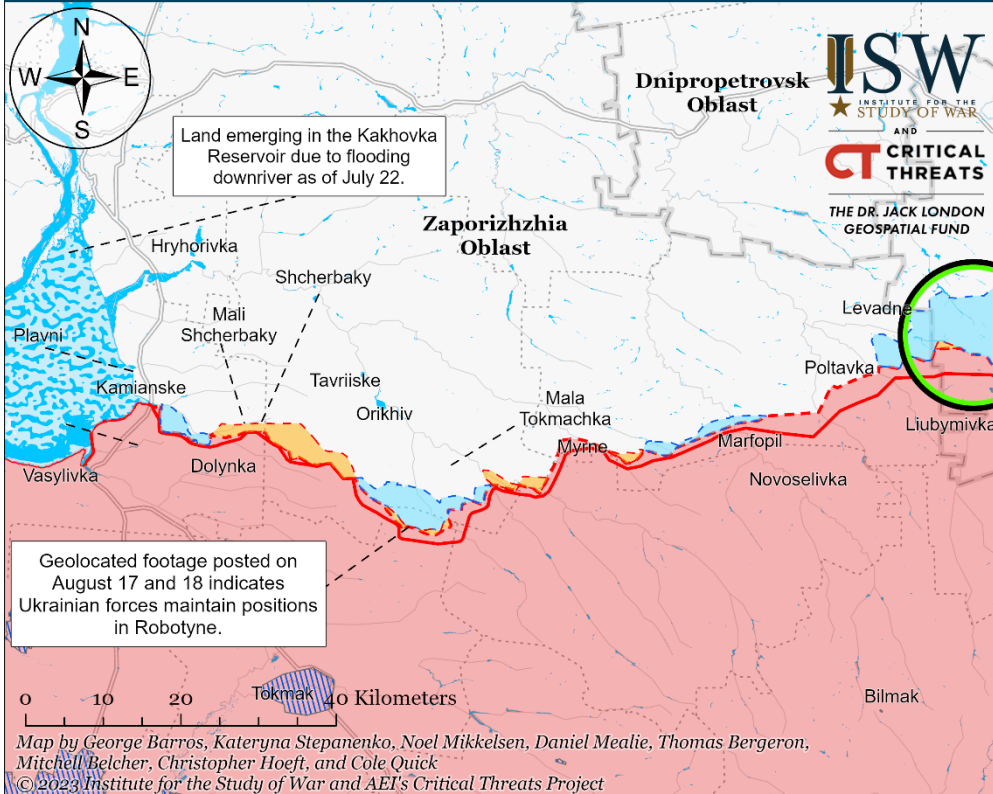 N
W
E
S
Dnipropetrovsk
Oblast
ISW
INSTITUTE FOR THE
STUDY OF WAR
AND
CT CRITICAL
THREATS
THE DR. JACK LONDON
GEOSPATIAL FUND
Land emerging in the Kakhovka
Reservoir due to flooding
downriver as of July 22.
Zaporizhzhia
Oblast
Hryhorivka
Shcherbaky
Mali
Shcherbaky
Levadne
Plavni
Poltavka
Kamianske
Tavriiske
Orikhiv
Mala
Tokmachka
Myrne
Liubymivka
Marfopil
Vasylivka
Dolynka
Novoselivka
Geolocated footage posted on
August 17 and 18 indicates
Ukrainian forces maintain positions
in Robotyne.
Tokmak
Bilmak
0 10 20 40 Kilometers
Map by George Barros, Kateryna Stepanenko, Noel Mikkelsen, Daniel Mealie, Thomas Bergeron,
Mitchell Belcher, Christopher Hoeft, and Cole Quick
© 2023 Institute for the Study of War and AEI's Critical Threats Project